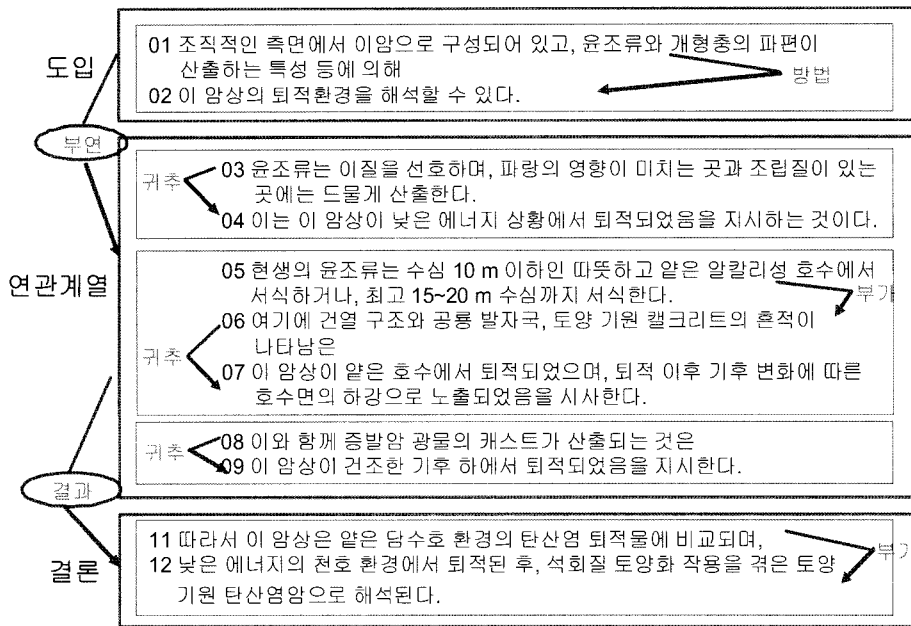 도입
01 조직적인 측면에서 이암으로 구성되어 있고, 윤조류와 개형충의 파편이
산출하는 특성 등에 의해
방법
02 이 암상의 퇴적환경을 해석할 수 있다.
부연
연관계열
귀추
03 윤조류는 이질을 선호하며, 파랑의 영향이 미치는 곳과 조립질이 있는
곳에는 드물게 산출한다.
04 이는 이 암상이 낮은 에너지 상황에서 퇴적되었음을 지시하는 것이다.
05 현생의 윤조류는 수심 10 m 이하인 따뜻하고 얕은 알칼리성 호수에서
서식하거나, 최고 15~20 m 수심까지 서식한다.
부가
귀추
06 여기에 건열 구조와 공룡 발자국, 토양 기원 캘크리트의 흔적이
나타남은
07 이 암상이 얕은 호수에서 퇴적되었으며, 퇴적 이후 기후 변화에 따른
호수면의 하강으로 노출되었음을 시사한다.
귀추
08 이와 함께 증발암 광물의 캐스트가 산출되는 것은
09 이 암상이 건조한 기후 하에서 퇴적되었음을 지시한다.
결과
결론
11 따라서 이 암상은 얕은 담수호 환경의 탄산염 퇴적물에 비교되며,
부가
12 낮은 에너지의 천호 환경에서 퇴적된 후, 석회질 토양화 작용을 겪은 토양
기원 탄산염암으로 해석된다.